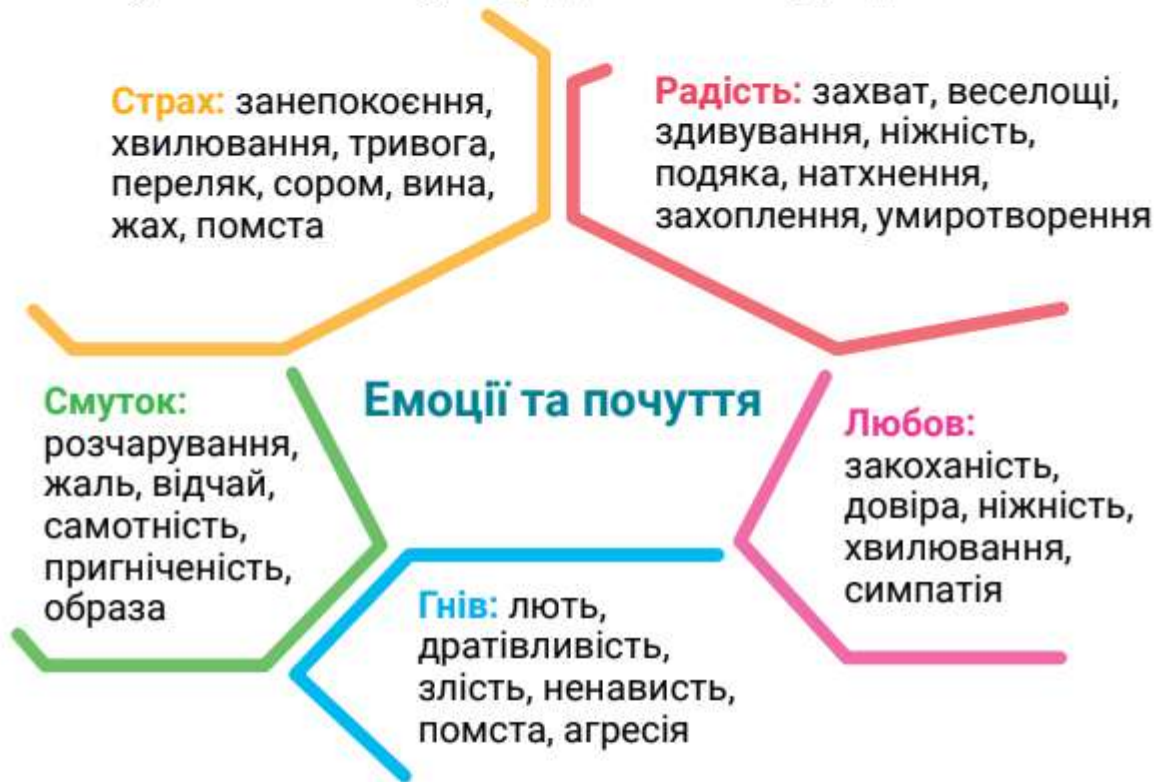 Страх: занепокоєння,
хвилювання, тривога,
переляк, сором, вина,
жах, помста
Радість: захват, веселощі,
здивування, ніжність,
подяка, натхнення,
захоплення, умиротворення
Емоції та почуття
Смуток:
розчарування,
жаль, відчай,
самотність,
пригніченість,
образа
Любов:
закоханість,
довіра, ніжність,
хвилювання,
симпатія
Гнів: лють,
дратівливість,
злість, ненависть,
помста, агресія